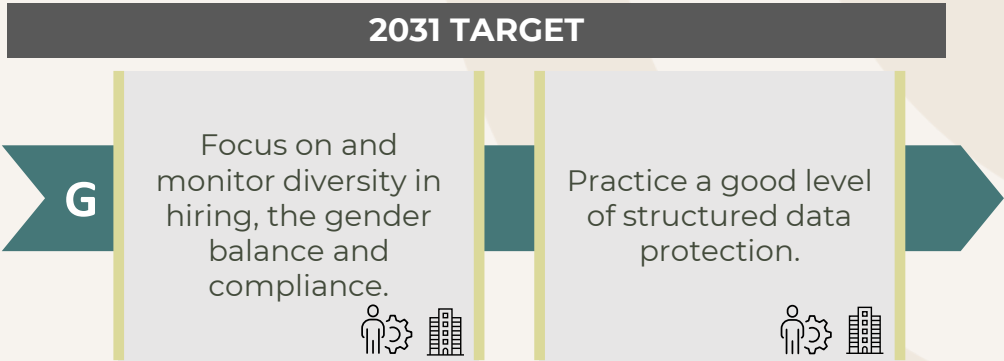 2031 TARGET
G
Focus on and
monitor diversity in
hiring, the gender
balance and
compliance.
Practice a good level
of structured data
protection.